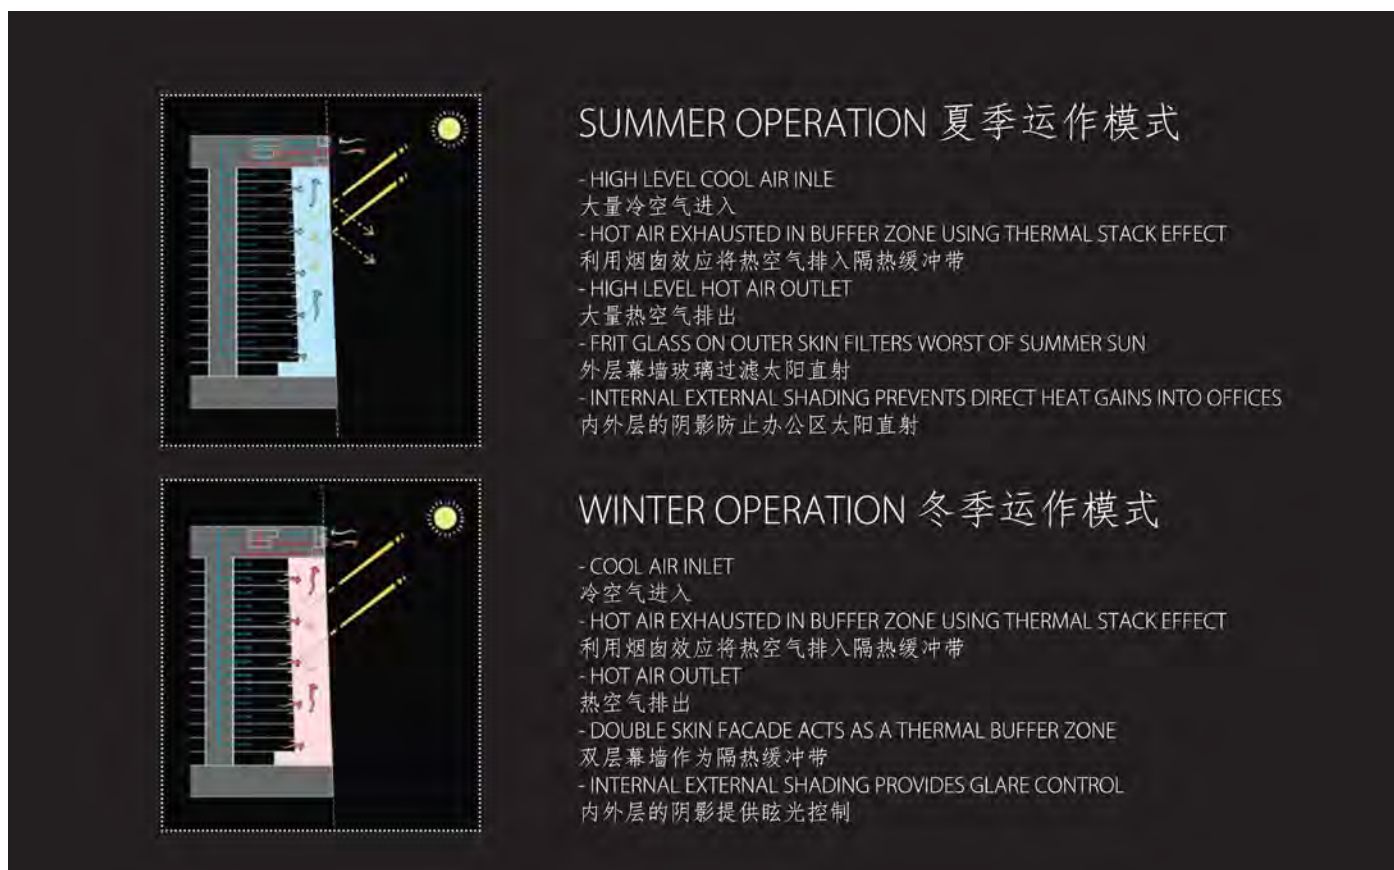 SUMMER OPERATION 夏季运作模式
- HIGH LEVEL COOL AIR INLE
大量冷空气进入
- HOT AIR EXHAUSTED IN BUFFER ZONE USING THERMAL STACK EFFECT
利用烟囱效应将热空气排入隔热缓冲带
- HIGH LEVEL HOT AIR OUTLET
大量热空气排出
- FRIT GLASS ON OUTER SKIN FILTERS WORST OF SUMMER SUN
外层幕墙玻璃过滤太阳直射
- INTERNAL EXTERNAL SHADING PREVENTS DIRECT HEAT GAINS INTO OFFICES
内外层的阴影防止办公区太阳直射
WINTER OPERATION 冬季运作模式
- COOL AIR INLET
冷空气进入
- HOT AIR EXHAUSTED IN BUFFER ZONE USING THERMAL STACK EFFECT
利用烟囱效应将热空气排入隔热缓冲带
- HOT AIR OUTLET
热空气排出
- DOUBLE SKIN FACADE ACTS AS A THERMAL BUFFER ZONE
双层幕墙作为隔热缓冲带
- INTERNAL EXTERNAL SHADING PROVIDES GLARE CONTROL
内外层的阴影提供眩光控制